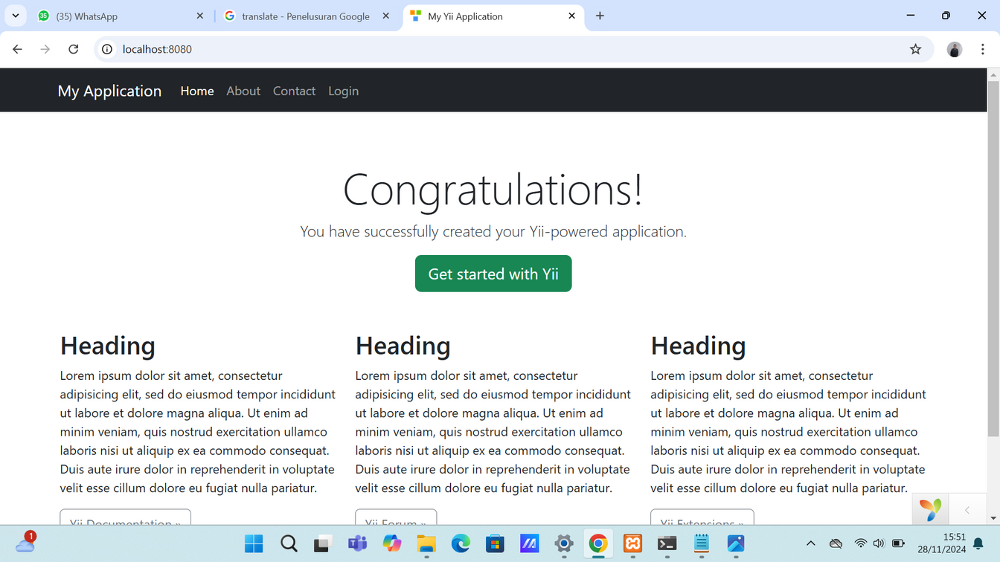 35 (35) WhatsApp
translate - Penelusuran Google
My Yii Application
localhost:8080
My Application Home About Contact Login
Congratulations!
You have successfully created your Yii-powered application.
Get started with Yii
Heading
Lorem ipsum dolor sit amet, consectetur
adipisicing elit, sed do eiusmod tempor incididunt
ut labore et dolore magna aliqua. Ut enim ad
minim veniam, quis nostrud exercitation ullamco
laboris nisi ut aliquip ex ea commodo consequat.
Duis aute irure dolor in reprehenderit in voluptate
velit esse cillum dolore eu fugiat nulla pariatur.
Yii Documentation »
Heading
Lorem ipsum dolor sit amet, consectetur
adipisicing elit, sed do eiusmod tempor incididunt
ut labore et dolore magna aliqua. Ut enim ad
minim veniam, quis nostrud exercitation ullamco
laboris nisi ut aliquip ex ea commodo consequat.
Duis aute irure dolor in reprehenderit in voluptate
velit esse cillum dolore eu fugiat nulla pariatur.
Yii Forum »
Heading
Lorem ipsum dolor sit amet, consectetur
adipisicing elit, sed do eiusmod tempor incididunt
ut labore et dolore magna aliqua. Ut enim ad
minim veniam, quis nostrud exercitation ullamco
laboris nisi ut aliquip ex ea commodo consequat.
Duis aute irure dolor in reprehenderit in voluptate
velit esse cillum dolore eu fugiat nulla pariatur.
Yii Extensions »
1
15:51
28/11/2024